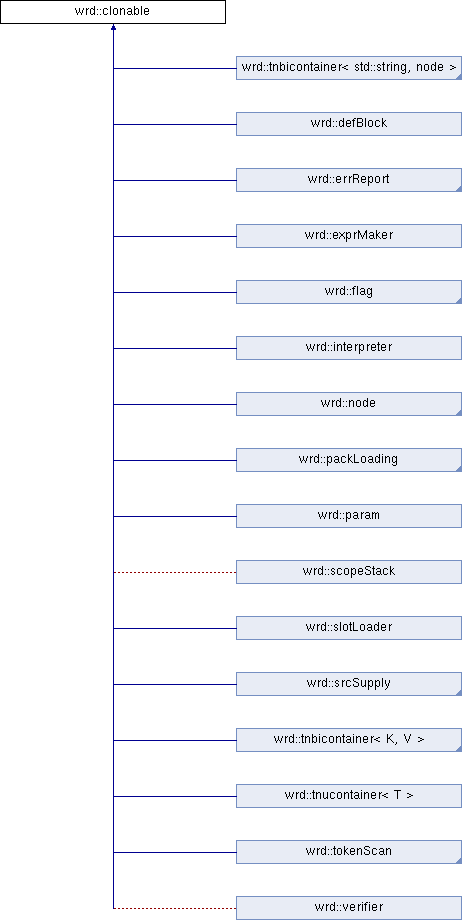 wrd::clonable
wrd::tnbicontainer< std::string, node >
wrd::defBlock
wrd::errReport
wrd::exprMaker
wrd::flag
wrd::interpreter
wrd::node
wrd::packLoading
wrd::param
wrd::scopeStack
wrd::slotLoader
wrd::srcSupply
wrd::tnbicontainer< K, V >
wrd::tnucontainer< T >
wrd::tokenScan
wrd::verifier